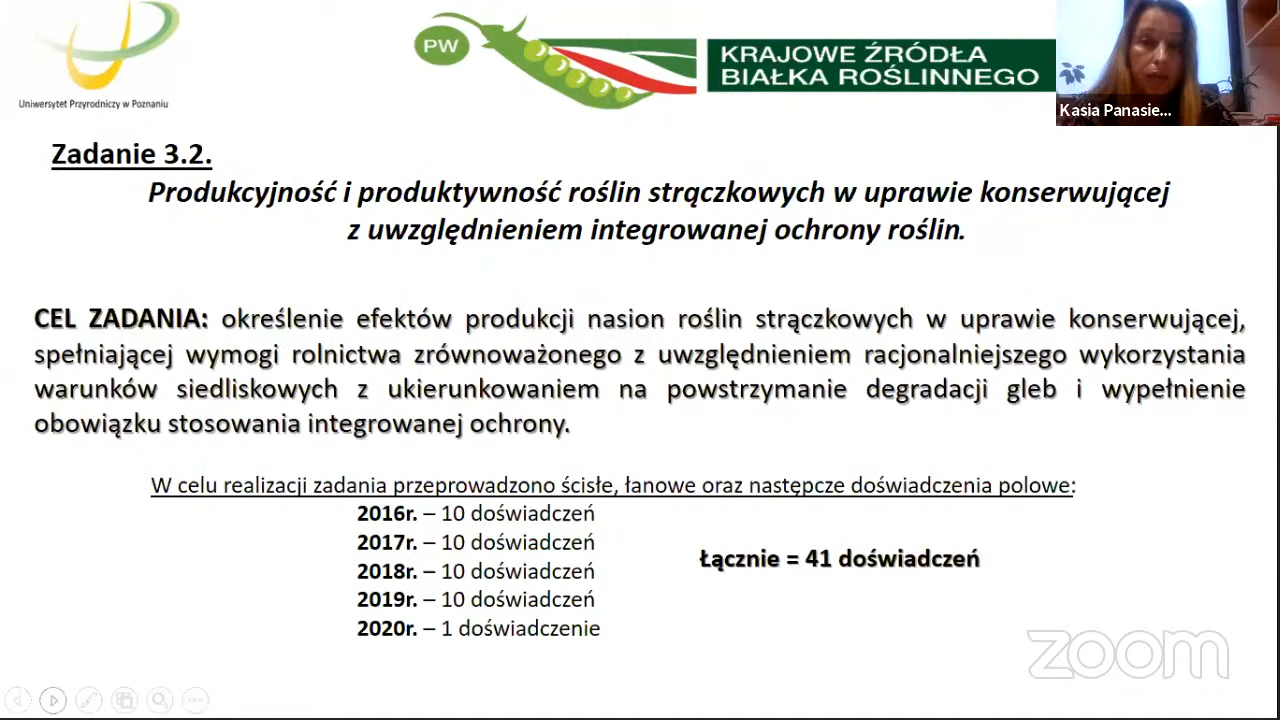 Uniwersytet Przyrodniczy w Poznaniu
PW
KRAJOWE ŹRÓDŁA
BIAŁKA ROŚLINNEGO
Kasia Panasie...
Zadanie 3.2.
Produkcyjność i produktywność roślin strączkowych w uprawie konserwującej
z uwzględnieniem integrowanej ochrony roślin.
CEL ZADANIA: określenie efektów produkcji nasion roślin strączkowych w uprawie konserwującej,
spełniającej wymogi rolnictwa zrównoważonego z uwzględnieniem racjonalniejszego wykorzystania
warunków siedliskowych z ukierunkowaniem na powstrzymanie degradacji gleb i wypełnienie
obowiązku stosowania integrowanej ochrony.
W celu realizacji zadania przeprowadzono ścisłe, łanowe oraz następcze doświadczenia polowe:
2016r. – 10 doświadczeń
2017r. – 10 doświadczeń
2018r. – 10 doświadczeń
2019r. – 10 doświadczeń
2020r. – 1 doświadczenie
Łącznie = 41 doświadczeń
zoom